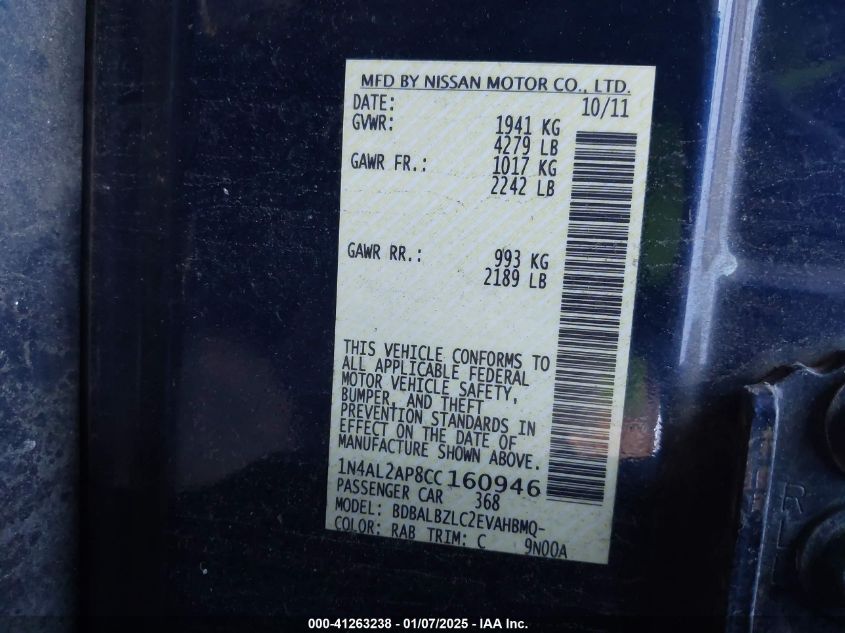 MFD BY NISSAN MOTOR CO., LTD.
DATE: 10/11
GVWR: 1941 KG
4279 LB
GAWR FR.: 1017 KG
2242 LB
GAWR RR.: 993 KG
2189 LB
THIS VEHICLE CONFORMS TO
ALL APPLICABLE FEDERAL
MOTOR VEHICLE SAFETY,
BUMPER, AND THEFT
PREVENTION STANDARDS IN
EFFECT ON THE DATE OF
MANUFACTURE SHOWN ABOVE.
1N4AL2AP8CC160946
PASSENGER CAR 368
MODEL: BDBALBZLC2EVAHBMQ-
COLOR: RAB TRIM: C 9N00A
R
000-41263238 - 01/07/2025 - IAA Inc.